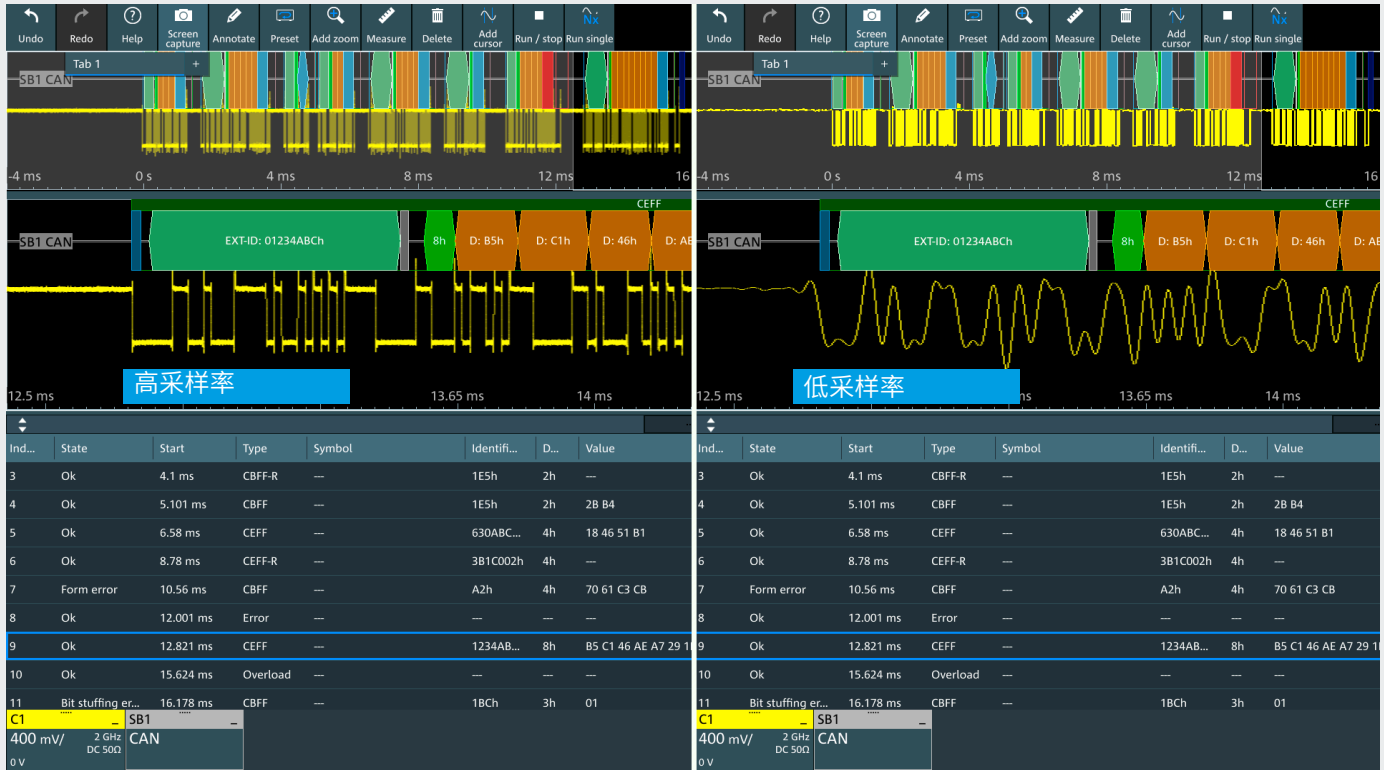 Undo Redo Help Screen capture Annotate Preset Add zoom Measure Delete Add cursor Run / stop Run single
Tab 1 +
SB1 CAN
-4 ms 0 s 4 ms 8 ms 12 ms 16
CEFF
SB1 CAN EXT-ID: 01234ABCh 8h D: B5h D: C1h D: 46h D: AE
高采样率
12.5 ms 13.65 ms 14 ms
Ind... State Start Type Symbol Identifi... D... Value
3 Ok 4.1 ms CBFF-R --- 1E5h 2h ---
4 Ok 5.101 ms CBFF --- 1E5h 2h 2B B4
5 Ok 6.58 ms CEFF --- 630ABC... 4h 18 46 51 B1
6 Ok 8.78 ms CEFF-R --- 3B1C002h 4h ---
7 Form error 10.56 ms CBFF --- A2h 4h 70 61 C3 CB
8 Ok 12.001 ms Error --- --- --- ---
9 Ok 12.821 ms CEFF --- 1234AB... 8h B5 C1 46 AE A7 29 1
10 Ok 15.624 ms Overload --- --- --- ---
11 Bit stuffing er... 16.178 ms CBFF --- 1BCh 3h 01
C1 SB1
400 mV/ 2 GHz CAN
DC 50Ω
0 V
Undo Redo Help Screen capture Annotate Preset Add zoom Measure Delete Add cursor Run / stop Run single
Tab 1 +
SB1 CAN
-4 ms 0 s 4 ms 8 ms 12 ms 16
CEFF
SB1 CAN EXT-ID: 01234ABCh 8h D: B5h D: C1h D: 46h D: A
低采样率
12.5 ms ns 13.65 ms 14 ms
Ind... State Start Type Symbol Identifi... D... Value
3 Ok 4.1 ms CBFF-R --- 1E5h 2h ---
4 Ok 5.101 ms CBFF --- 1E5h 2h 2B B4
5 Ok 6.58 ms CEFF --- 630ABC... 4h 18 46 51 B1
6 Ok 8.78 ms CEFF-R --- 3B1C002h 4h ---
7 Form error 10.56 ms CBFF --- A2h 4h 70 61 C3 CB
8 Ok 12.001 ms Error --- --- --- ---
9 Ok 12.821 ms CEFF --- 1234AB... 8h B5 C1 46 AE A7 29 1
10 Ok 15.624 ms Overload --- --- --- ---
11 Bit stuffing er... 16.178 ms CBFF --- 1BCh 3h 01
C1 SB1
400 mV/ 2 GHz CAN
DC 50Ω
0 V